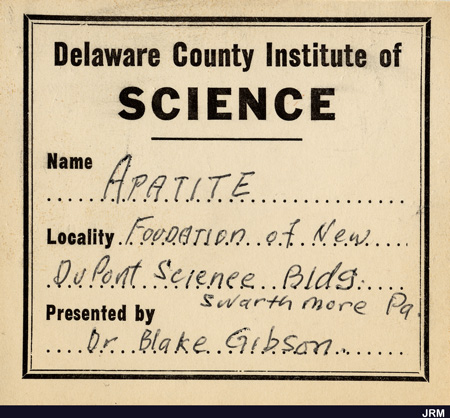 Delaware County Institute of
SCIENCE
Name APATITE
Locality Foudation of New
DuPont Science Bldg.
Swarthmore Pa.
Presented by
Dr Blake Gibson
JRM